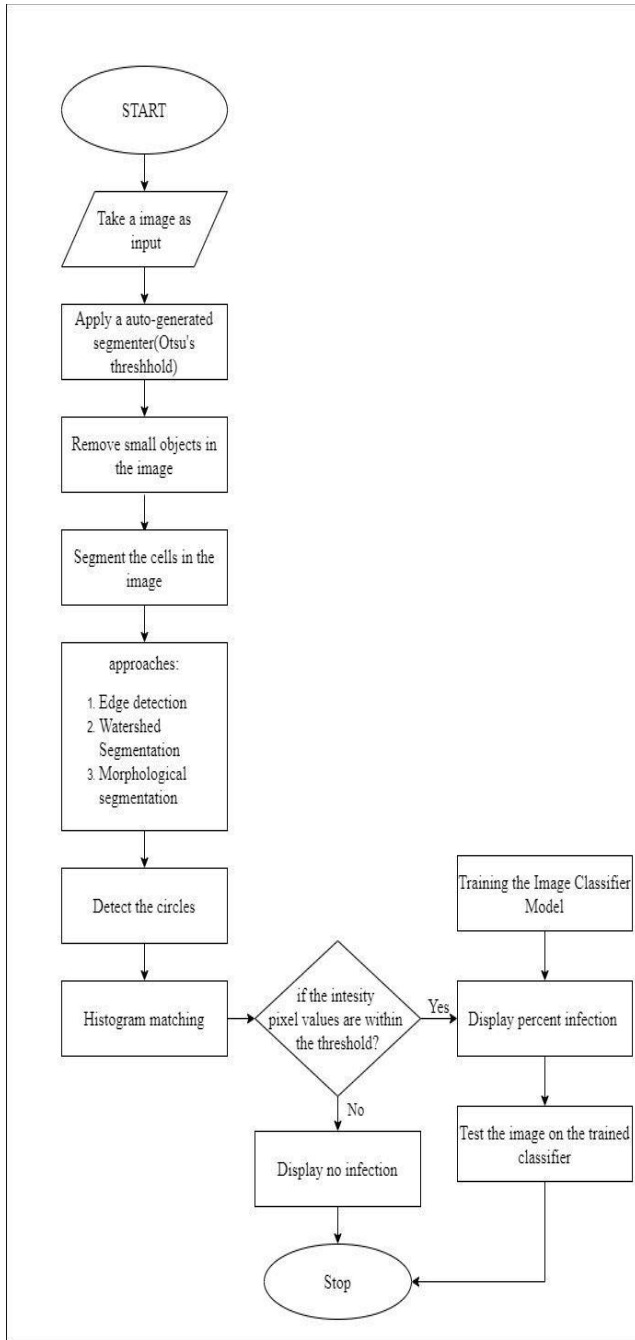 START
Take a image as
input
Apply a auto-generated
segmenter(Otsu's
threshhold)
Remove small objects in
the image
Segment the cells in the
image
approaches:
1. Edge detection
2. Watershed
Segmentation
3. Morphological
segmentation
Detect the circles
Histogram matching
if the intesity
pixel values are within
the threshold?
Yes
No
Display no infection
Training the Image Classifier
Model
Display percent infection
Test the image on the trained
classifier
Stop